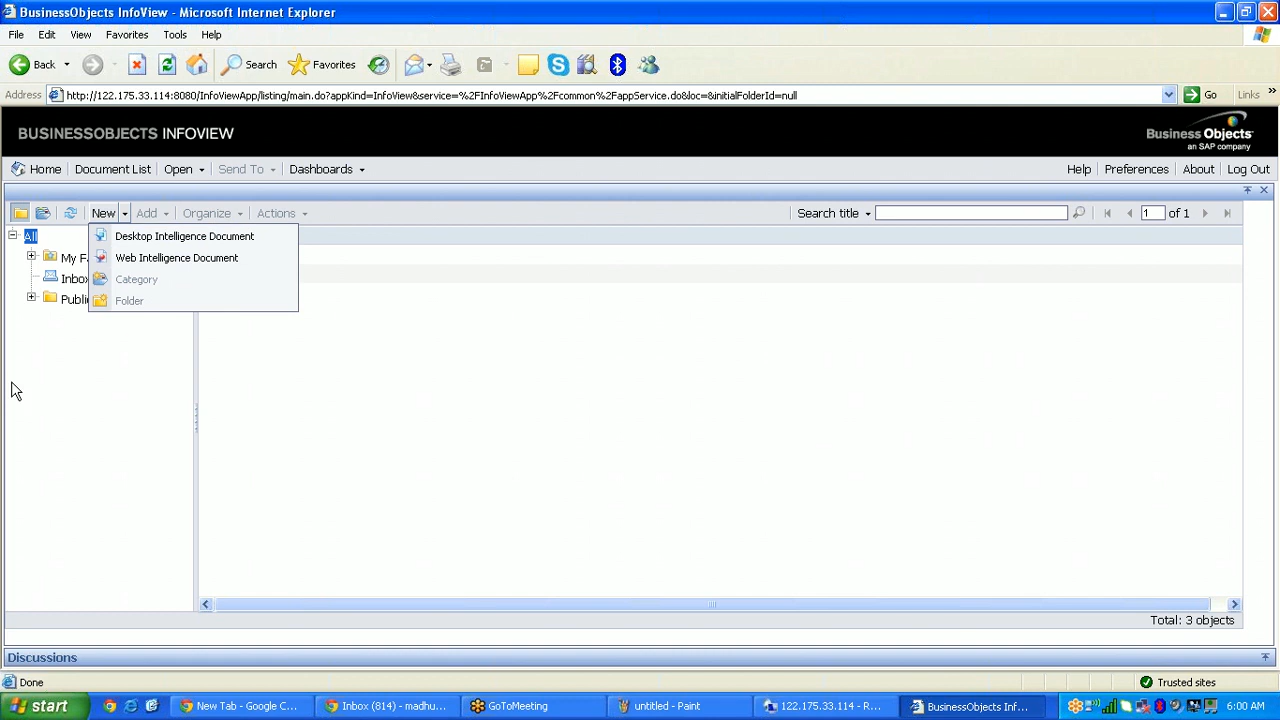 BusinessObjects InfoView - Microsoft Internet Explorer
File Edit View Favorites Tools Help
Back Search Favorites
Address http://122.175.33.114:8080/InfoViewApp/listing/main.do?appKind=InfoView&service=%2FInfoViewApp%2Fcommon%2FappService.do&loc=&initialFolderId=null Go Links »
BUSINESSOBJECTS INFOVIEW
Business Objects
an SAP company
Home Document List Open Send To Dashboards Help Preferences About Log Out
New Add Organize Actions Search title 1 of 1
All
Desktop Intelligence Document
My F
Web Intelligence Document
Inbox
Category
Publi
Folder
Total: 3 objects
Discussions
Done Trusted sites
start New Tab - Google C... Inbox (814) - madhu... GoToMeeting untitled - Paint 122.175.33.114 - R... BusinessObjects Inf... 6:00 AM